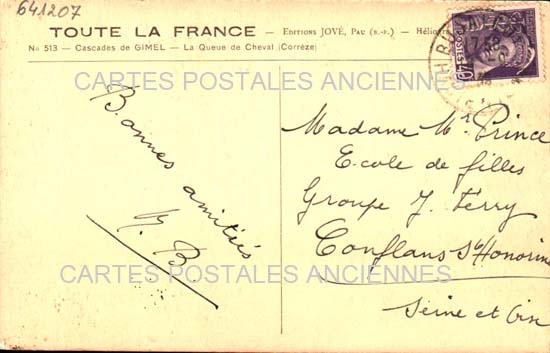 641207
TOUTE LA FRANCE — EDITIONS JOVÉ, PAU (B.-P.) — Hélio
No 513 — Cascades de GIMEL — La Queue de Cheval (Corrèze)
CARTES POSTALES ANCIENNES
Bonnes amitiés
Y. B
Madame M. Prince
Ecole de filles
Groupe J. Ferry
Conflans Ste Honorine
Seine et Oise
CARTES POSTALES ANCIENNES